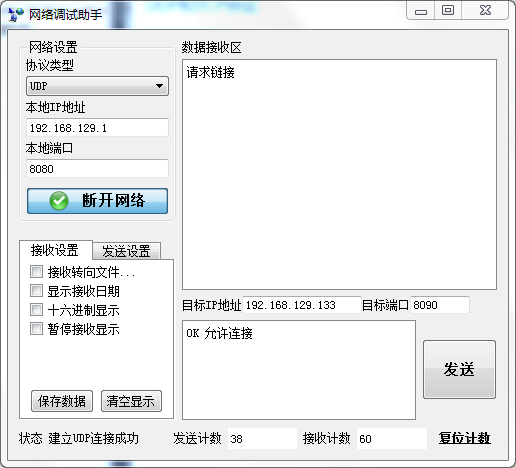 网络调试助手
网络设置
协议类型
UDP
本地IP地址
192.168.129.1
本地端口
8080
断开网络
接收设置 发送设置
接收转向文件...
显示接收日期
十六进制显示
暂停接收显示
保存数据 清空显示
数据接收区
请求链接
目标IP地址 192.168.129.133 目标端口 8090
OK 允许连接
发送
状态 建立UDP连接成功 发送计数 38 接收计数 60 复位计数